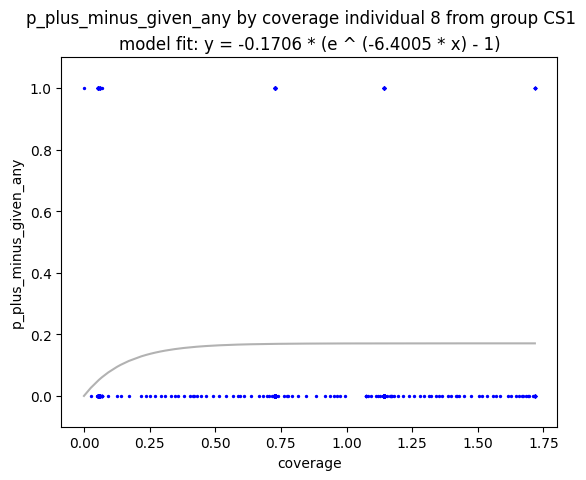 p_plus_minus_given_any by coverage individual 8 from group CS1
model fit: y = -0.1706 * (e ^ (-6.4005 * x) - 1)
1.0
0.8
0.6
0.4
0.2
0.0
p_plus_minus_given_any
0.00 0.25 0.50 0.75 1.00 1.25 1.50 1.75
coverage